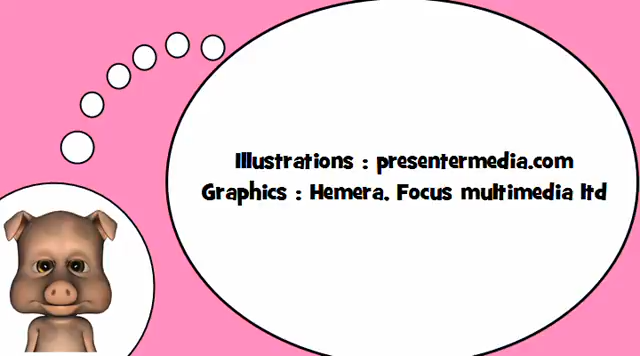 Illustrations : presentermedia.com
Graphics : Hemera. Focus multimedia ltd